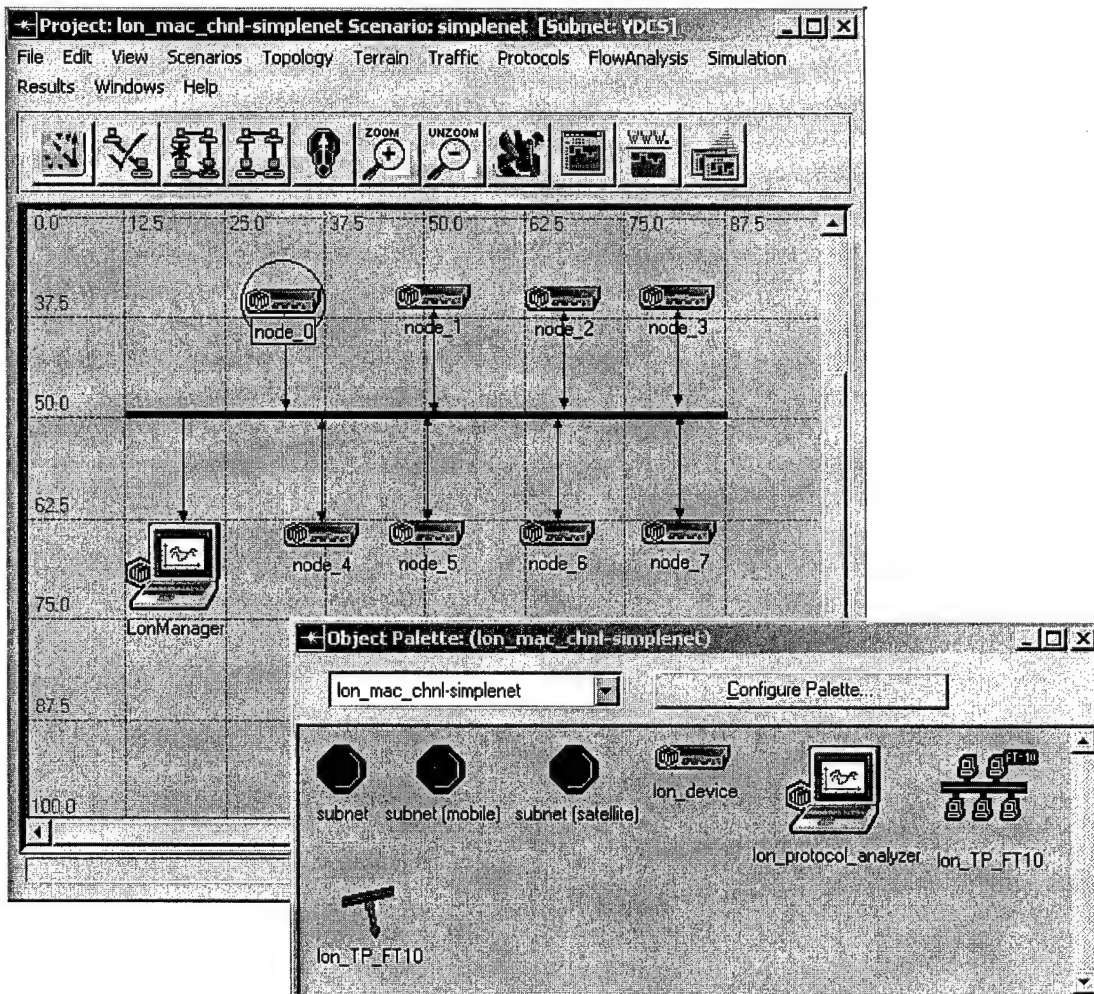 Project: lon_mac_chnl-simplenet Scenario: simplenet [Subnet: YDCS]
File Edit View Scenarios Topology Terrain Traffic Protocols FlowAnalysis Simulation
Results Windows Help
ZOOM UNZOOM WWW.
0.0 12.5 25.0 37.5 50.0 62.5 75.0 87.5
37.5
node_0 node_1 node_2 node_3
50.0
62.5
node_4 node_5 node_6 node_7
75.0
LonManager
87.5
100.0
Object Palette: (lon_mac_chnl-simplenet)
lon_mac_chnl-simplenet Configure Palette...
FT-10
subnet subnet (mobile) subnet (satellite) lon_device lon_protocol_analyzer lon_TP_FT10
lon_TP_FT10